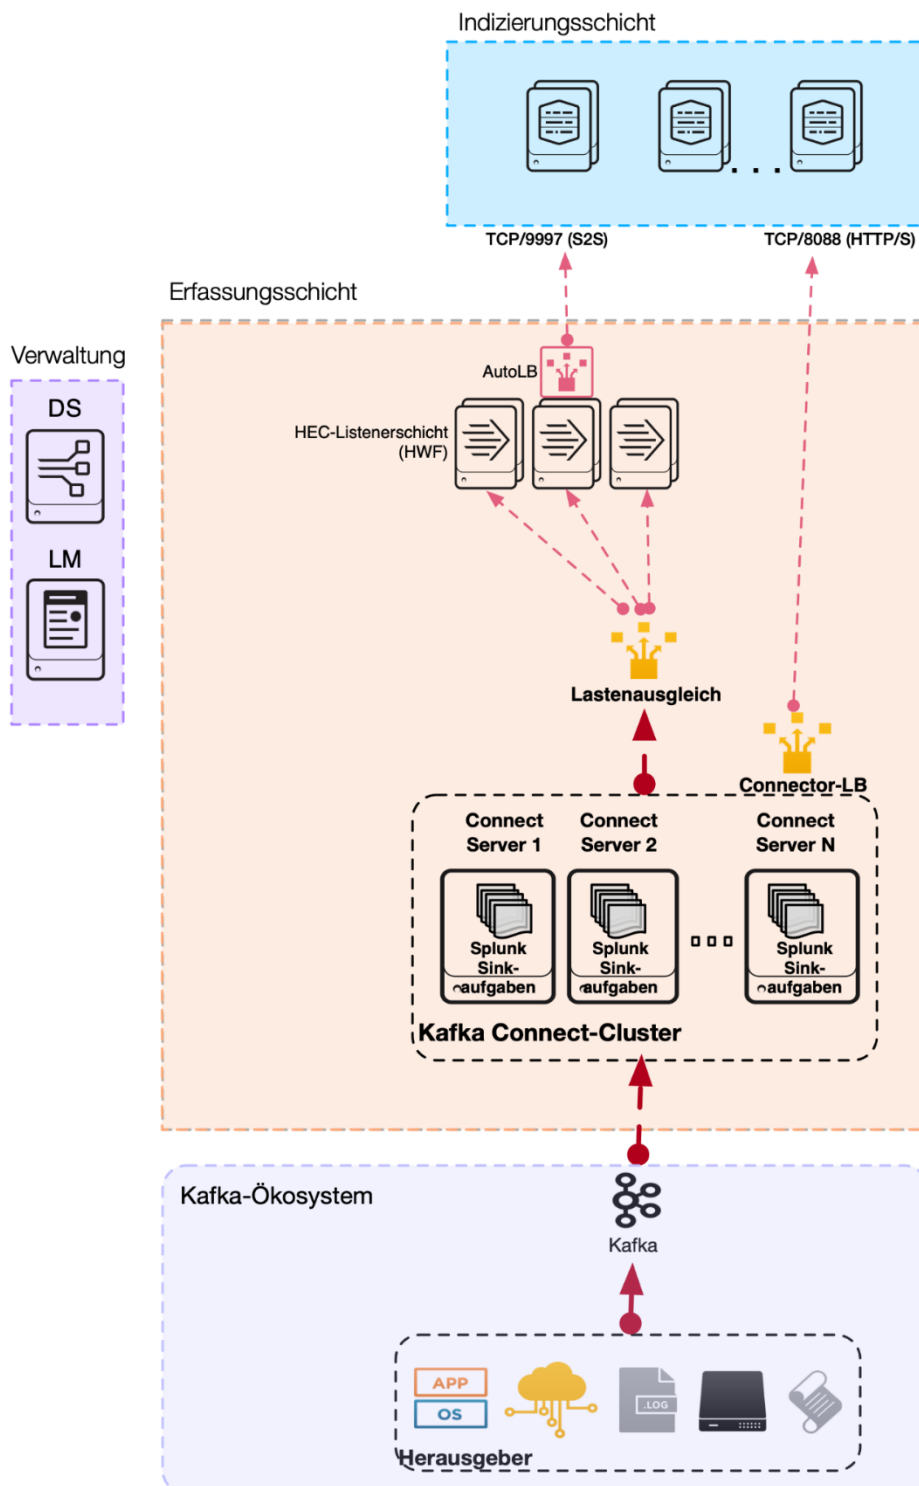 Indizierungsschicht
TCP/9997 (S2S)
TCP/8088 (HTTP/S)
Erfassungsschicht
Verwaltung
DS
LM
AutoLB
HEC-Listenerschicht
(HWF)
Lastenausgleich
Connector-LB
Connect
Server 1
Connect
Server 2
Connect
Server N
Splunk
Sink-
aufgaben
Splunk
Sink-
aufgaben
Splunk
Sink-
aufgaben
Kafka Connect-Cluster
Kafka-Ökosystem
Kafka
APP
OS
.LOG
Herausgeber